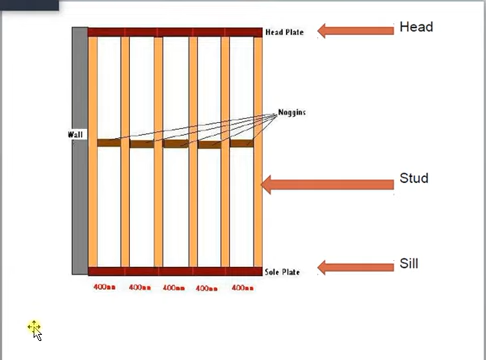 Head Plate
Head
Noggins
Wall
Stud
Sill
Sole Plate
400mm 400mm 400mm 400mm 400mm